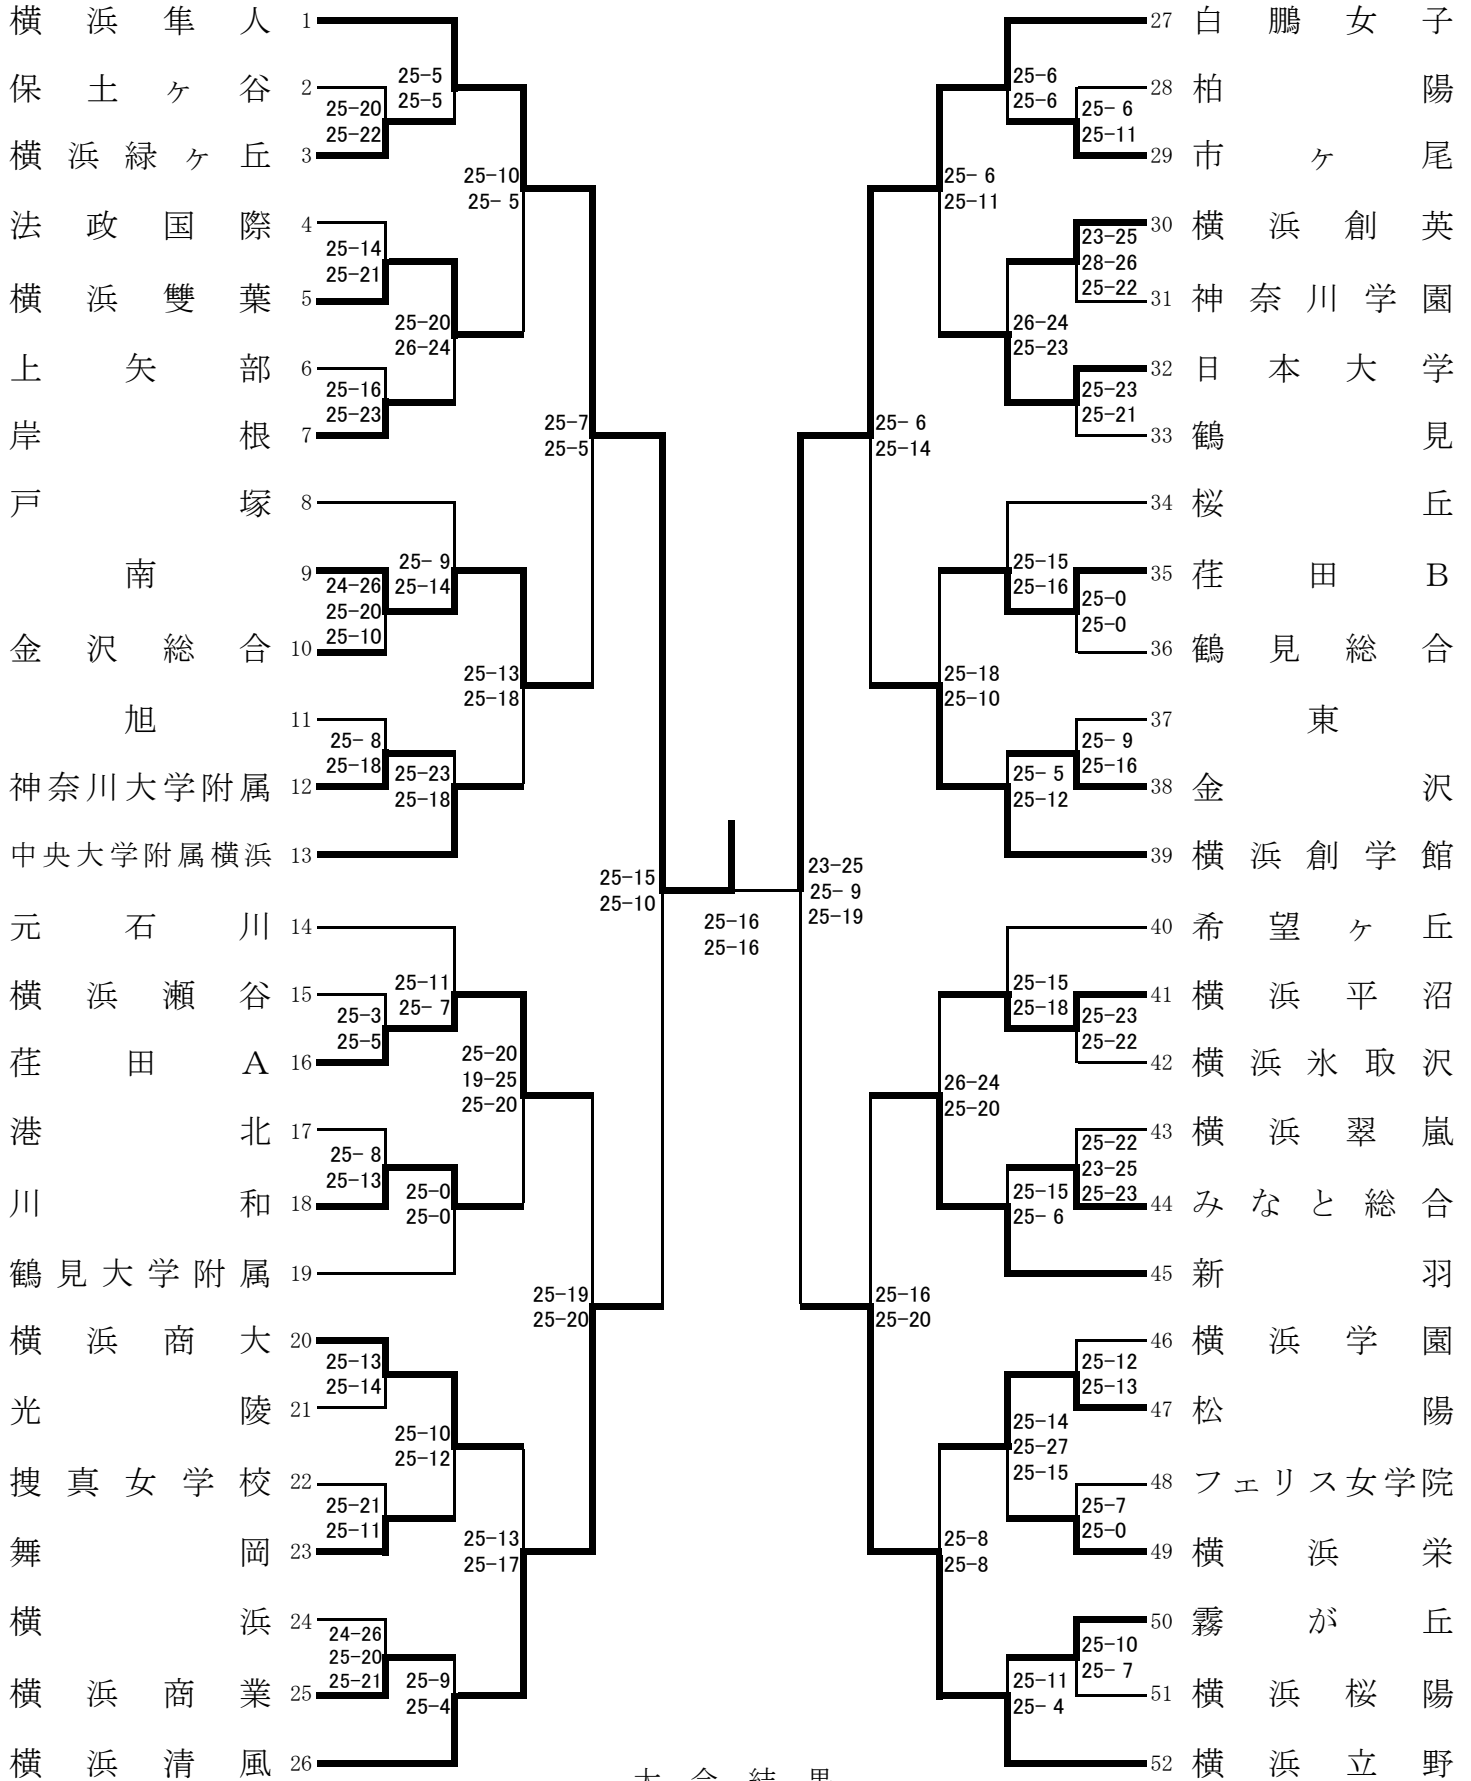 横浜隼人 1
保土ヶ谷 2
横浜緑ヶ丘 3
法政国際 4
横浜雙葉 5
上矢部 6
岸根 7
戸塚 8
南 9
金沢総合 10
旭 11
神奈川大学附属 12
中央大学附属横浜 13
元石川 14
横浜瀬谷 15
荏田A 16
港北 17
川和 18
鶴見大学附属 19
横浜商大 20
光陵 21
捜真女学校 22
舞岡 23
横浜 24
横浜商業 25
横浜清風 26
25-20
25-22
25-14
25-21
25-16
25-23
24-26
25-20
25-10
25-8
25-18
25-3
25-5
25-8
25-13
25-13
25-14
25-21
25-11
24-26
25-20
25-21
25-5
25-5
25-20
26-24
25-9
25-14
25-23
25-18
25-11
25-7
25-0
25-0
25-10
25-12
25-9
25-4
25-10
25-5
25-13
25-18
25-20
19-25
25-20
25-13
25-17
25-7
25-5
25-19
25-20
25-15
25-10
25-16
25-16
23-25
25-9
25-19
25-6
25-14
25-16
25-20
25-6
25-11
25-18
25-10
26-24
25-20
25-8
25-8
25-6
25-6
26-24
25-23
25-15
25-16
25-5
25-12
25-15
25-18
25-15
25-6
25-14
25-27
25-15
25-11
25-4
25-6
25-11
23-25
28-26
25-22
25-23
25-21
25-0
25-0
25-9
25-16
25-23
25-22
25-22
23-25
25-23
25-12
25-13
25-7
25-0
25-10
25-7
27 白鵬女子
28 柏陽
29 市ヶ尾
30 横浜創英
31 神奈川学園
32 日本大学
33 鶴見
34 桜丘
35 荏田B
36 鶴見総合
37 東
38 金沢
39 横浜創学館
40 希望ヶ丘
41 横浜平沼
42 横浜氷取沢
43 横浜翠嵐
44 みなと総合
45 新羽
46 横浜学園
47 松陽
48 フェリス女学院
49 横浜栄
50 霧が丘
51 横浜桜陽
52 横浜立野
大会結果